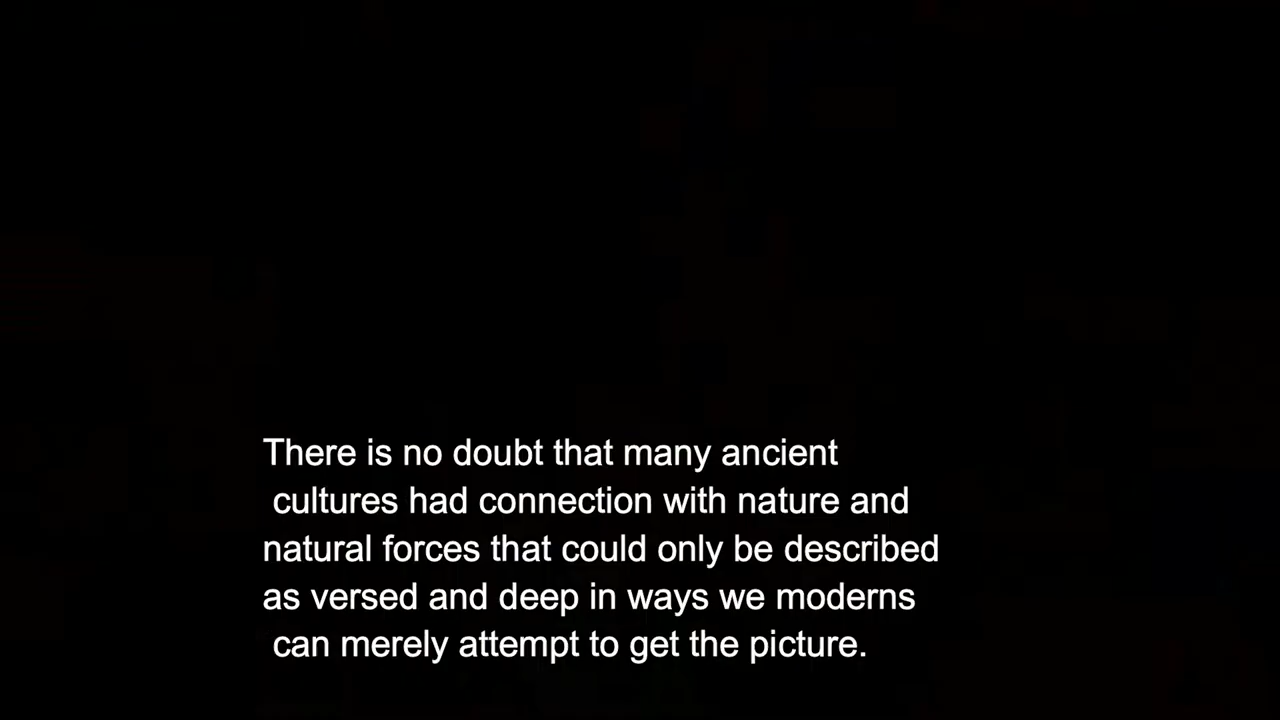 There is no doubt that many ancient
cultures had connection with nature and
natural forces that could only be described
as versed and deep in ways we moderns
can merely attempt to get the picture.